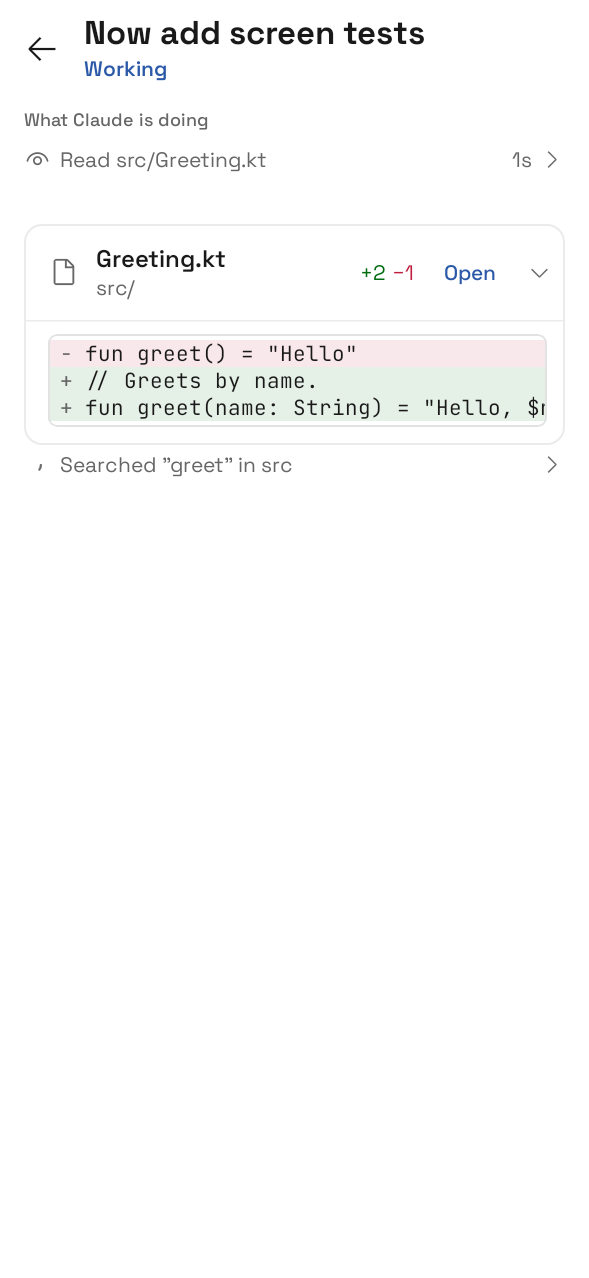 Now add screen tests
Working
What Claude is doing
Read src/Greeting.kt 1s
Greeting.kt
src/
+2 −1 Open
- fun greet() = "Hello"
+ // Greets by name.
+ fun greet(name: String) = "Hello, $
Searched "greet" in src